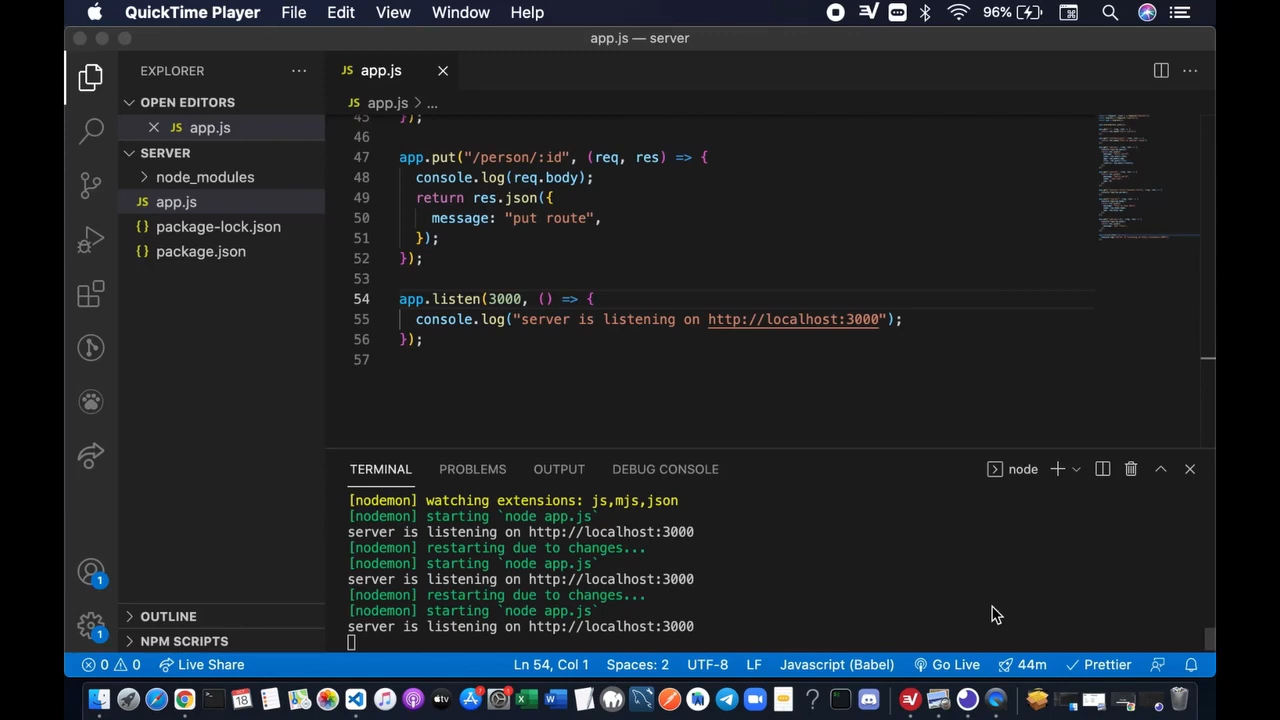 QuickTime Player File Edit View Window Help 96%
app.js — server
EXPLORER
OPEN EDITORS
JS app.js
SERVER
node_modules
JS app.js
{} package-lock.json
{} package.json
OUTLINE
NPM SCRIPTS
JS app.js
JS app.js > ...
45 });
46
47 app.put("/person/:id", (req, res) => {
48 console.log(req.body);
49 return res.json({
50 message: "put route",
51 });
52 });
53
54 app.listen(3000, () => {
55 console.log("server is listening on http://localhost:3000");
56 });
57
TERMINAL PROBLEMS OUTPUT DEBUG CONSOLE node
[nodemon] watching extensions: js,mjs,json
[nodemon] starting `node app.js`
server is listening on http://localhost:3000
[nodemon] restarting due to changes...
[nodemon] starting `node app.js`
server is listening on http://localhost:3000
[nodemon] restarting due to changes...
[nodemon] starting `node app.js`
server is listening on http://localhost:3000
1
1
0 0 Live Share Ln 54, Col 1 Spaces: 2 UTF-8 LF Javascript (Babel) Go Live 44m Prettier